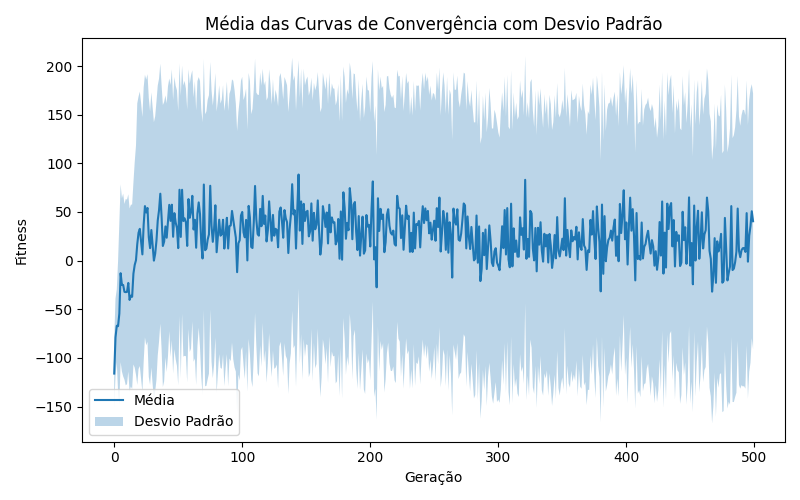 Média das Curvas de Convergência com Desvio Padrão
200
150
100
50
0
−50
−100
−150
Fitness
Média
Desvio Padrão
0 100 200 300 400 500
Geração